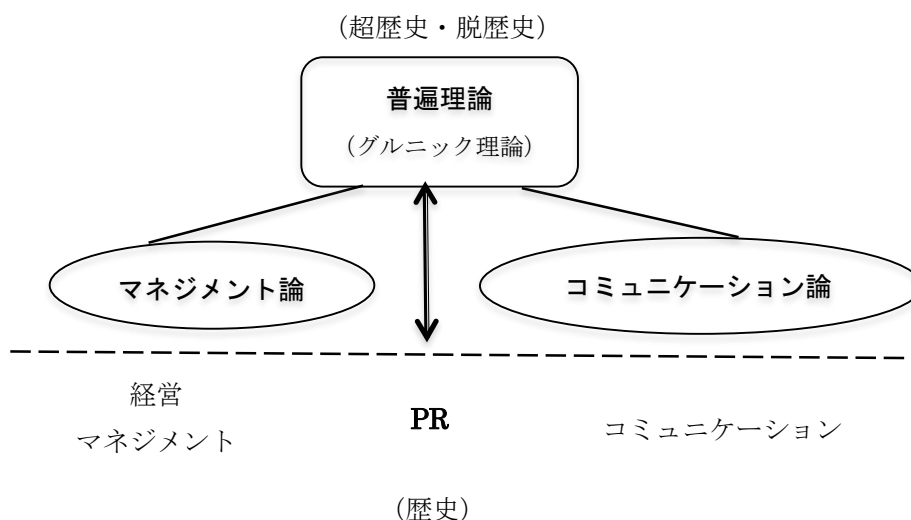 （超歴史・脱歴史）
普遍理論
（グルニック理論）
マネジメント論
コミュニケーション論
経営
マネジメント
PR
コミュニケーション
（歴史）